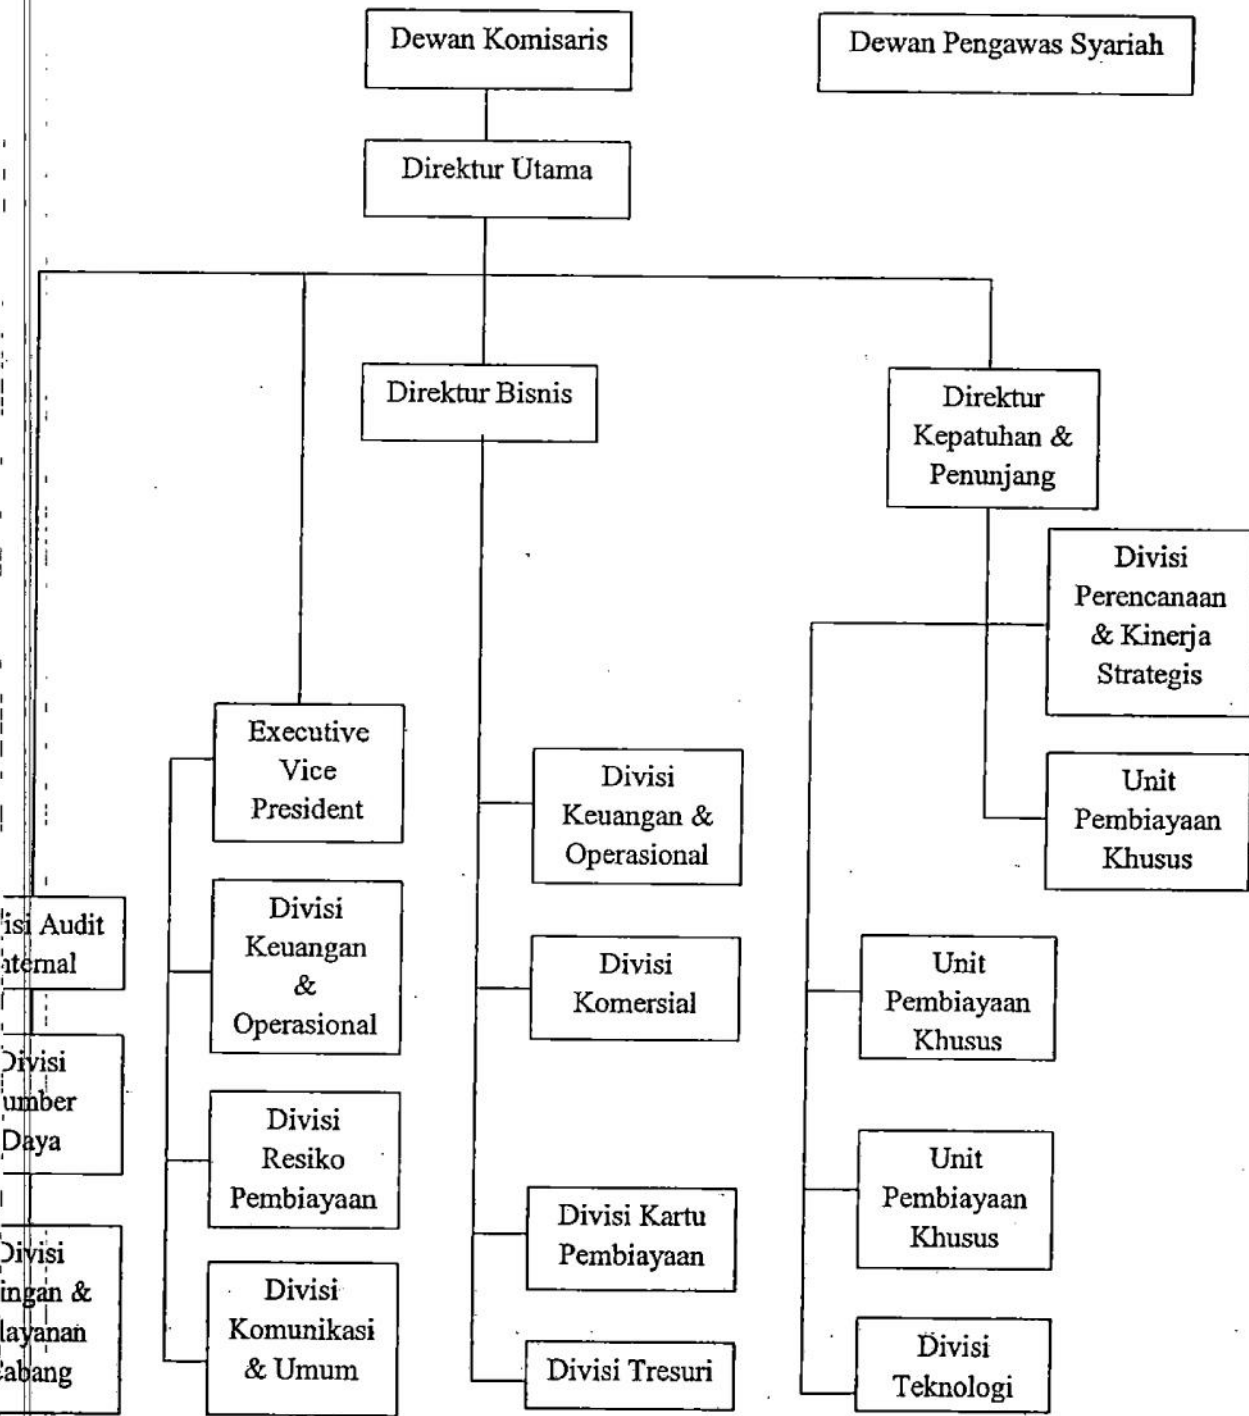 Dewan Komisaris
Dewan Pengawas Syariah
Direktur Utama
Direktur Bisnis
Direktur
Kepatuhan &
Penunjang
Divisi
Perencanaan
& Kinerja
Strategis
Unit
Pembiayaan
Khusus
Executive
Vice
President
Divisi
Keuangan
&
Operasional
Divisi
Resiko
Pembiayaan
Divisi
Komunikasi
& Umum
Divisi
Keuangan &
Operasional
Divisi
Komersial
Divisi Kartu
Pembiayaan
Divisi Tresuri
Unit
Pembiayaan
Khusus
Unit
Pembiayaan
Khusus
Divisi
Teknologi
Audit
Divisi
Daya
Divisi
&